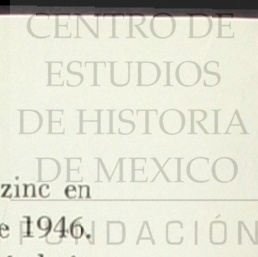 CENTRO DE
ESTUDIOS
DE HISTORIA
DE MEXICO
zinc en
e 1946.
FUNDACIÓN